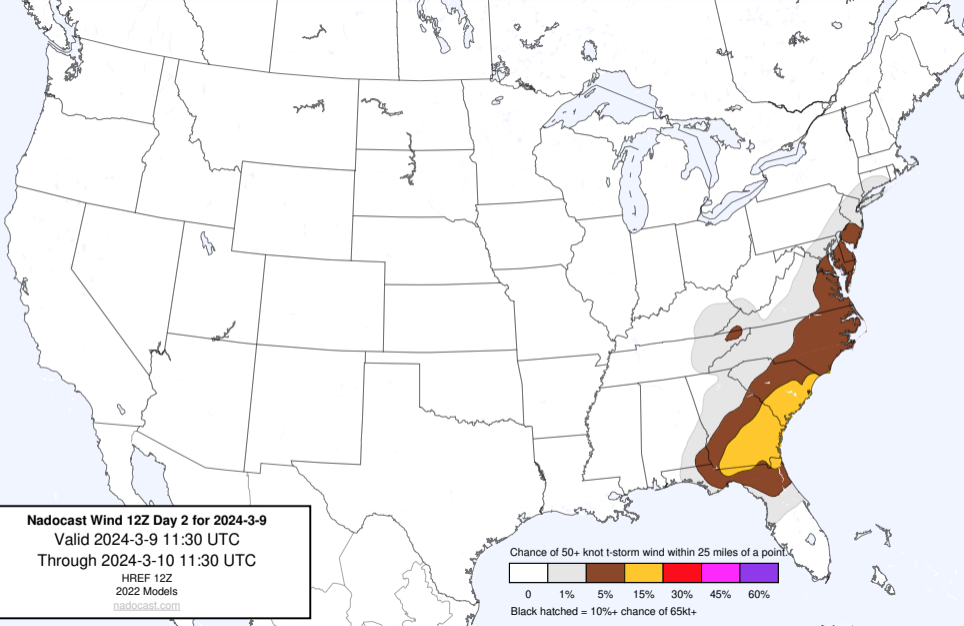 Nadocast Wind 12Z Day 2 for 2024-3-9
Valid 2024-3-9 11:30 UTC
Through 2024-3-10 11:30 UTC
HREF 12Z
2022 Models
nadocast.com
Chance of 50+ knot t-storm wind within 25 miles of a point.
0 1% 5% 15% 30% 45% 60%
Black hatched = 10%+ chance of 65kt+